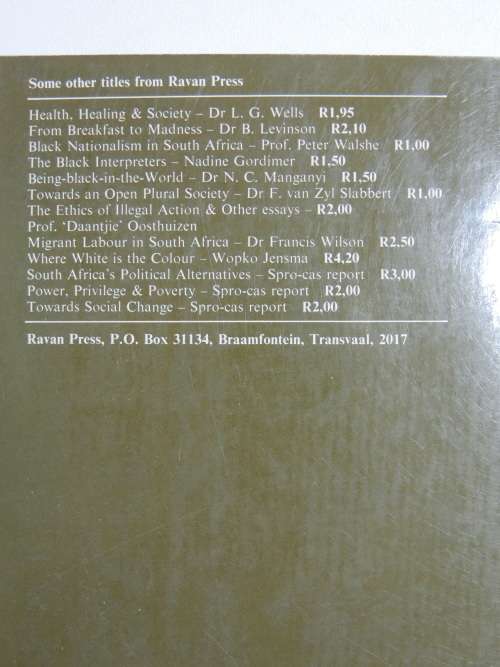 Some other titles from Ravan Press
Health, Healing & Society – Dr L. G. Wells R1,95
From Breakfast to Madness – Dr B. Levinson R2,10
Black Nationalism in South Africa – Prof. Peter Walshe R1,00
The Black Interpreters – Nadine Gordimer R1,50
Being-black-in-the-World – Dr N. C. Manganyi R1,50
Towards an Open Plural Society – Dr F. van Zyl Slabbert R1,00
The Ethics of Illegal Action & Other essays – R2,00
Prof. ‘Daantjie’ Oosthuizen
Migrant Labour in South Africa – Dr Francis Wilson R2,50
Where White is the Colour – Wopko Jensma R4,20
South Africa's Political Alternatives – Spro-cas report R3,00
Power, Privilege & Poverty – Spro-cas report R2,00
Towards Social Change – Spro-cas report R2,00
Ravan Press, P.O. Box 31134, Braamfontein, Transvaal, 2017